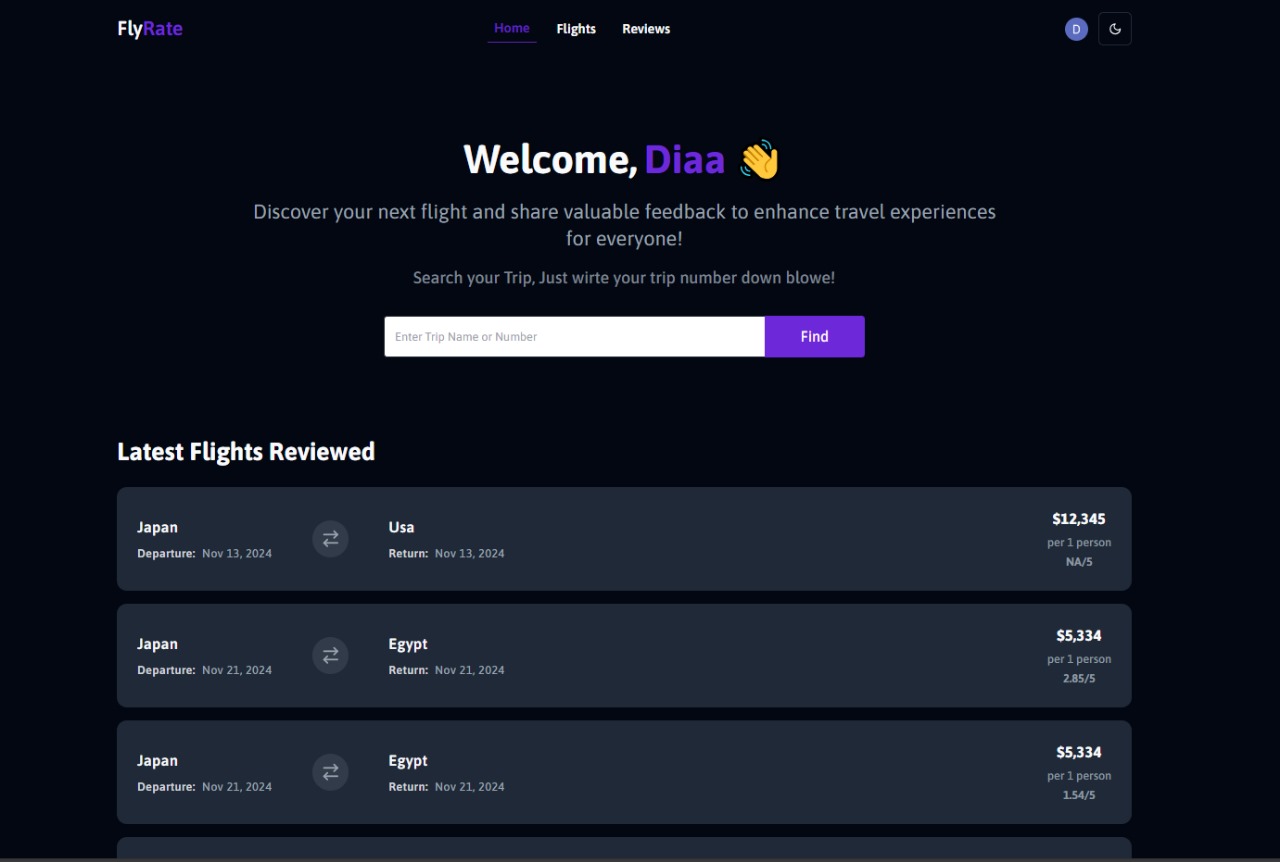 FlyRate
Home Flights Reviews
D
Welcome, Diaa 👋
Discover your next flight and share valuable feedback to enhance travel experiences
for everyone!
Search your Trip, Just wirte your trip number down blowe!
Enter Trip Name or Number
Find
Latest Flights Reviewed
Japan
Departure: Nov 13, 2024
Usa
Return: Nov 13, 2024
$12,345
per 1 person
NA/5
Japan
Departure: Nov 21, 2024
Egypt
Return: Nov 21, 2024
$5,334
per 1 person
2.85/5
Japan
Departure: Nov 21, 2024
Egypt
Return: Nov 21, 2024
$5,334
per 1 person
1.54/5